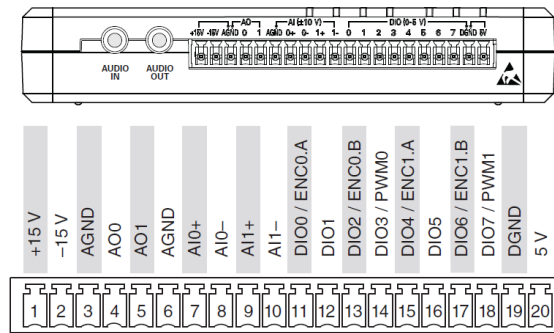 AO AI (±10 V) DIO (0–5 V)
+15V -15V AGND 0 1 AGND 0+ 0- 1+ 1- 0 1 2 3 4 5 6 7 DGND 5V
AUDIO IN
AUDIO OUT
+15 V
–15 V
AGND
AO0
AO1
AGND
AI0+
AI0–
AI1+
AI1–
DIO0 / ENC0.A
DIO1
DIO2 / ENC0.B
DIO3 / PWM0
DIO4 / ENC1.A
DIO5
DIO6 / ENC1.B
DIO7 / PWM1
DGND
5 V
1 2 3 4 5 6 7 8 9 10 11 12 13 14 15 16 17 18 19 20